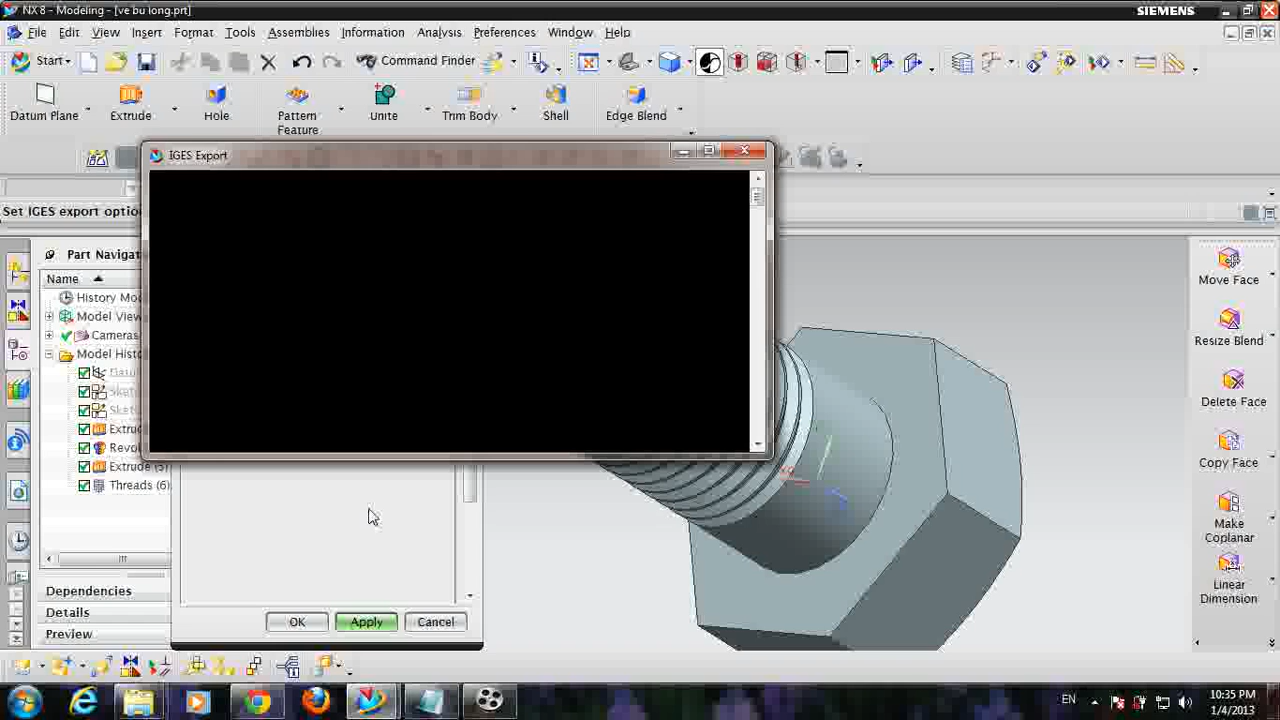 NX 8 - Modeling - [ve bu long.prt]
SIEMENS
File Edit View Insert Format Tools Assemblies Information Analysis Preferences Window Help
Start Command Finder
Datum Plane Extrude Hole Pattern Feature Unite Trim Body Shell Edge Blend
IGES Export
Set IGES export optio
Part Navigat
Name
History Mo
Model View
Cameras
Model Hist
Datu
Sket
Sket
Extrud
Revol
Extrude (5)
Threads (6)
Dependencies
Details
Preview
OK Apply Cancel
Move Face
Resize Blend
Delete Face
Copy Face
Make Coplanar
Linear Dimension
EN
10:35 PM
1/4/2013